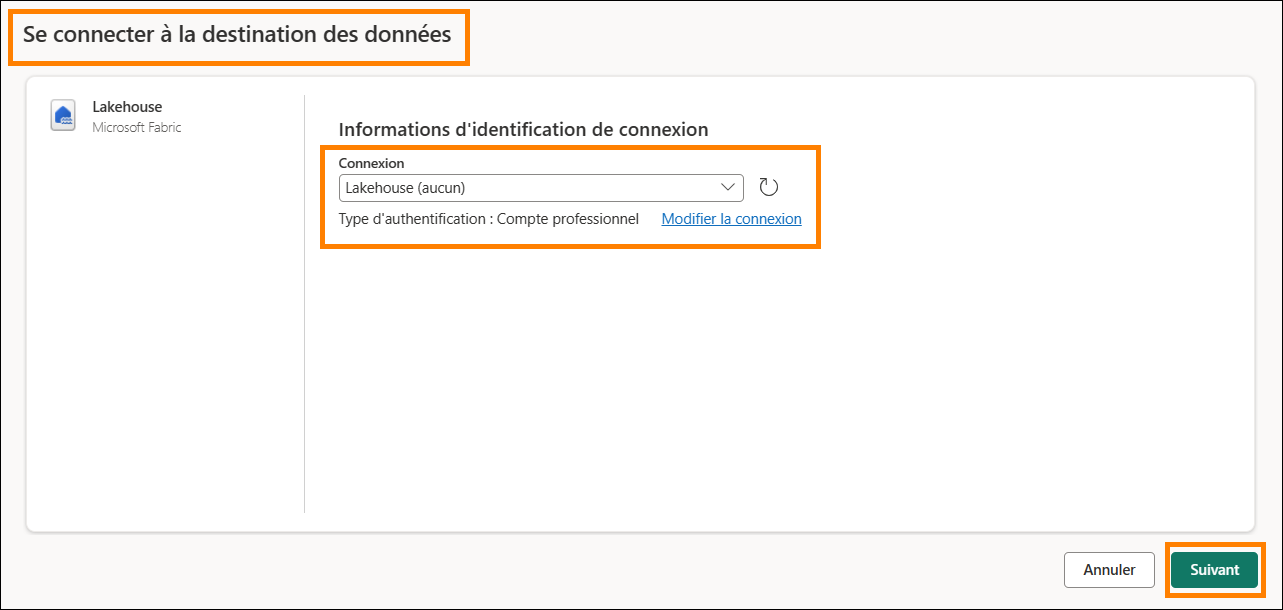 Se connecter à la destination des données
Lakehouse
Microsoft Fabric
Informations d'identification de connexion
Connexion
Lakehouse (aucun)
Type d'authentification : Compte professionnel Modifier la connexion
Annuler Suivant